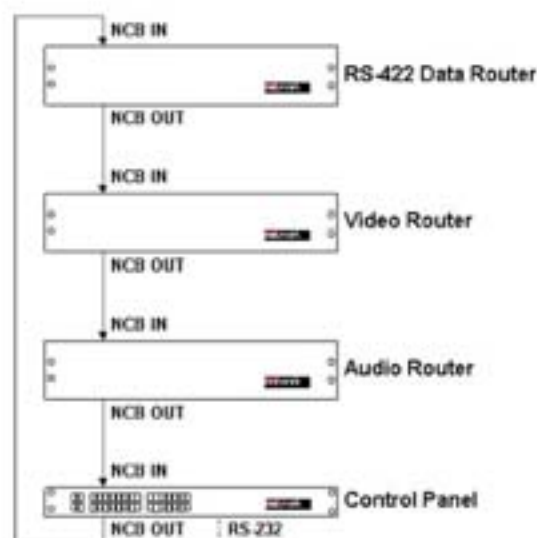 NCB IN
RS-422 Data Router
NCB OUT
NCB IN
Video Router
NCB OUT
NCB IN
Audio Router
NCB OUT
NCB IN
Control Panel
NCB OUT RS-232